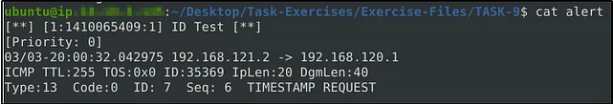 ubuntu@ip :~/Desktop/Task-Exercises/Exercise-Files/TASK-9$ cat alert
[**] [1:1410065409:1] ID Test [**]
[Priority: 0]
03/03-20:00:32.042975 192.168.121.2 -> 192.168.120.1
ICMP TTL:255 TOS:0x0 ID:35369 IpLen:20 DgmLen:40
Type:13  Code:0  ID: 7  Seq: 6  TIMESTAMP REQUEST